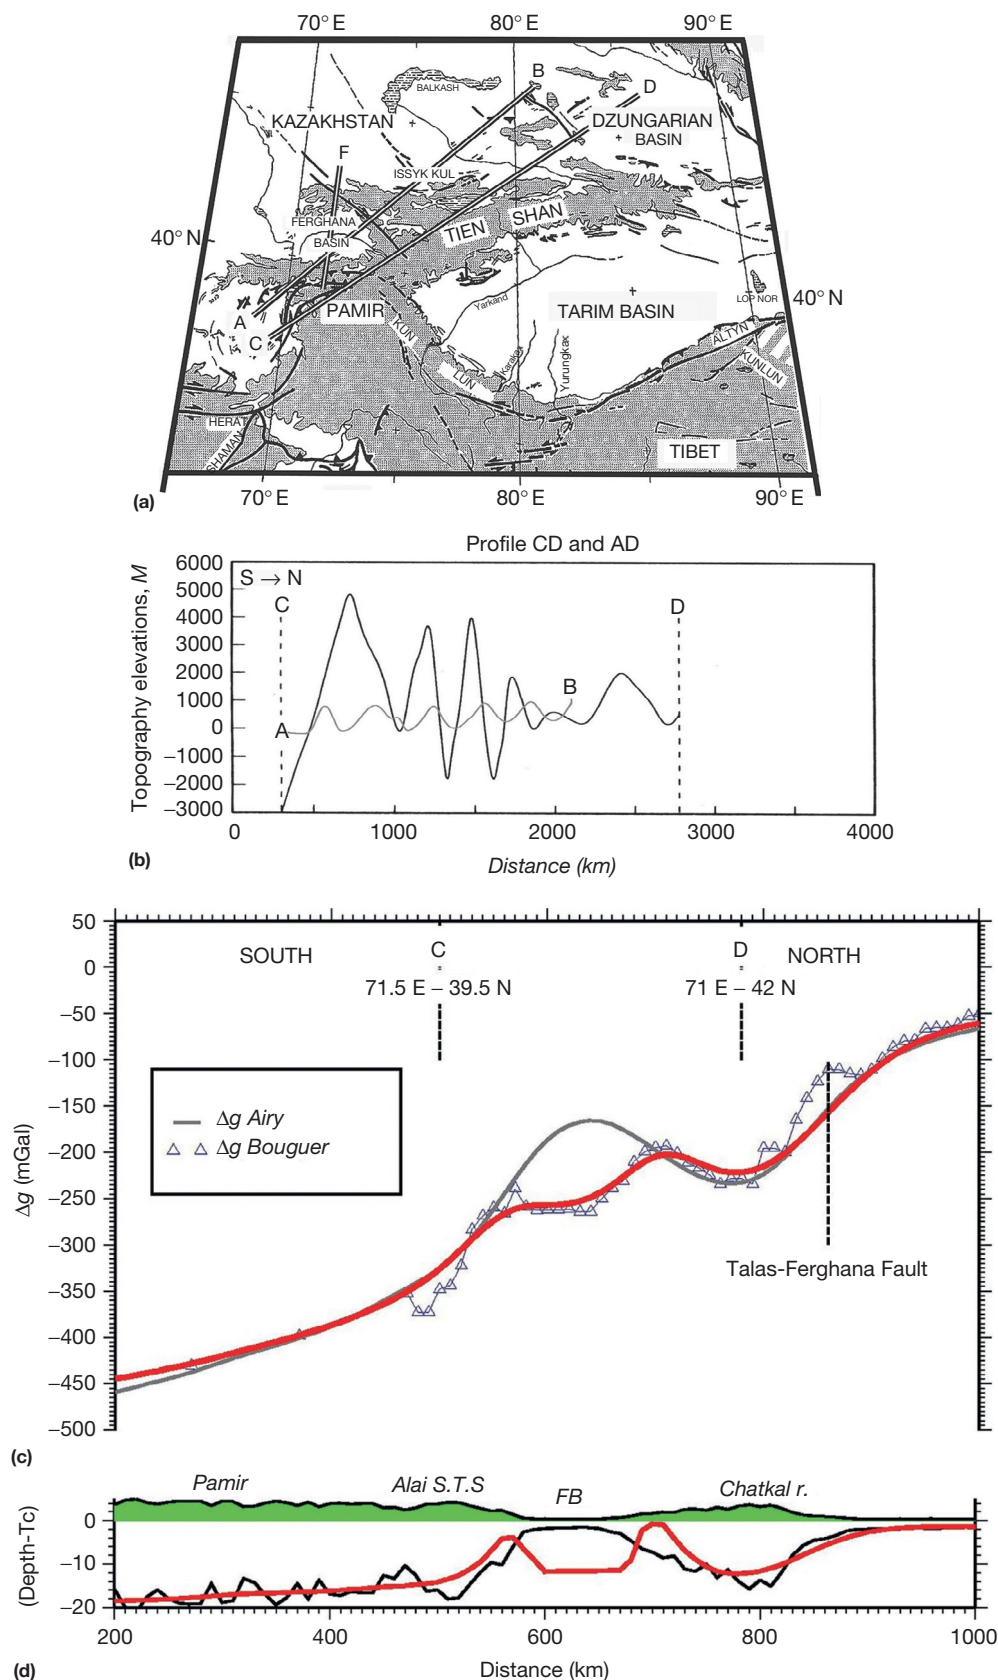 70° E 80° E 90° E
B
BALKASH
D
KAZAKHSTAN
DZUNGARIAN
BASIN
F
ISSYK KUL
FERGHANA
BASIN
SHAN
TIEN
40° N
40° N
LOP NOR
Yarkand
PAMIR
TARIM BASIN
A
C
KUN
LUN
Karakax
Yurungkax
ALTYN
KUNLUN
HERAT
SHAMAN
TIBET
(a)
70° E 80° E 90° E
Profile CD and AD
Topography elevations, M
6000
5000
4000
3000
2000
1000
0
−1000
−2000
−3000
S → N
C
D
B
A
0 1000 2000 3000 4000
(b)
Distance (km)
50
0
−50
−100
−150
−200
−250
−300
−350
−400
−450
−500
Δg (mGal)
SOUTH C D NORTH
71.5 E – 39.5 N 71 E – 42 N
Δg Airy
Δg Bouguer
Talas-Ferghana Fault
(c)
Pamir Alai S.T.S FB Chatkal r.
(Depth-Tc)
0
−10
−20
200 400 600 800 1000
(d)
Distance (km)